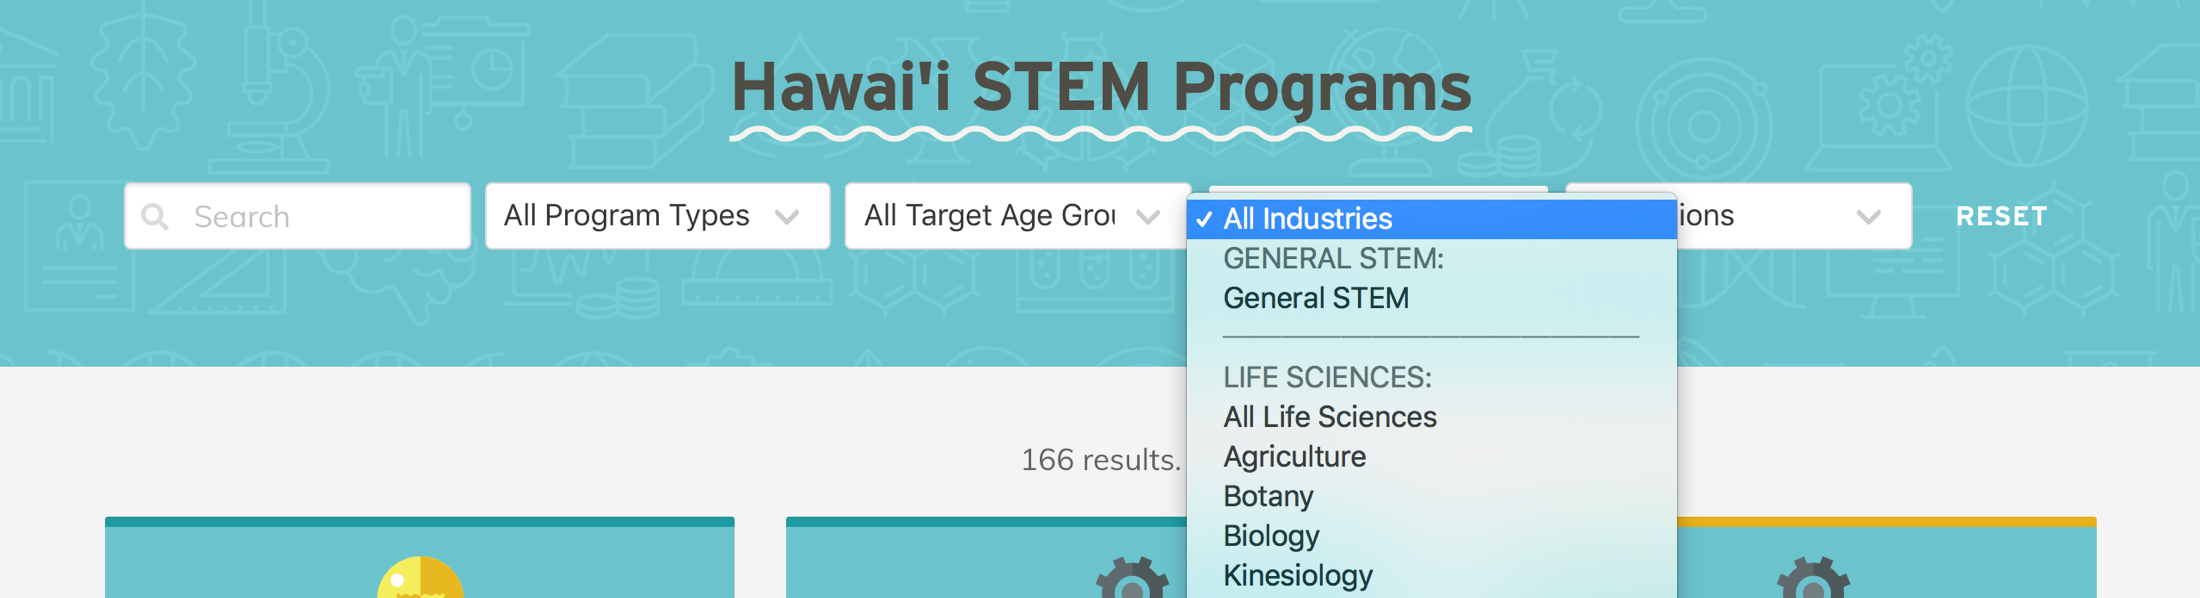 Hawai'i STEM Programs
Search
All Program Types
All Target Age Grou
✓ All Industries
GENERAL STEM:
General STEM
LIFE SCIENCES:
All Life Sciences
Agriculture
Botany
Biology
Kinesiology
ions
RESET
166 results.